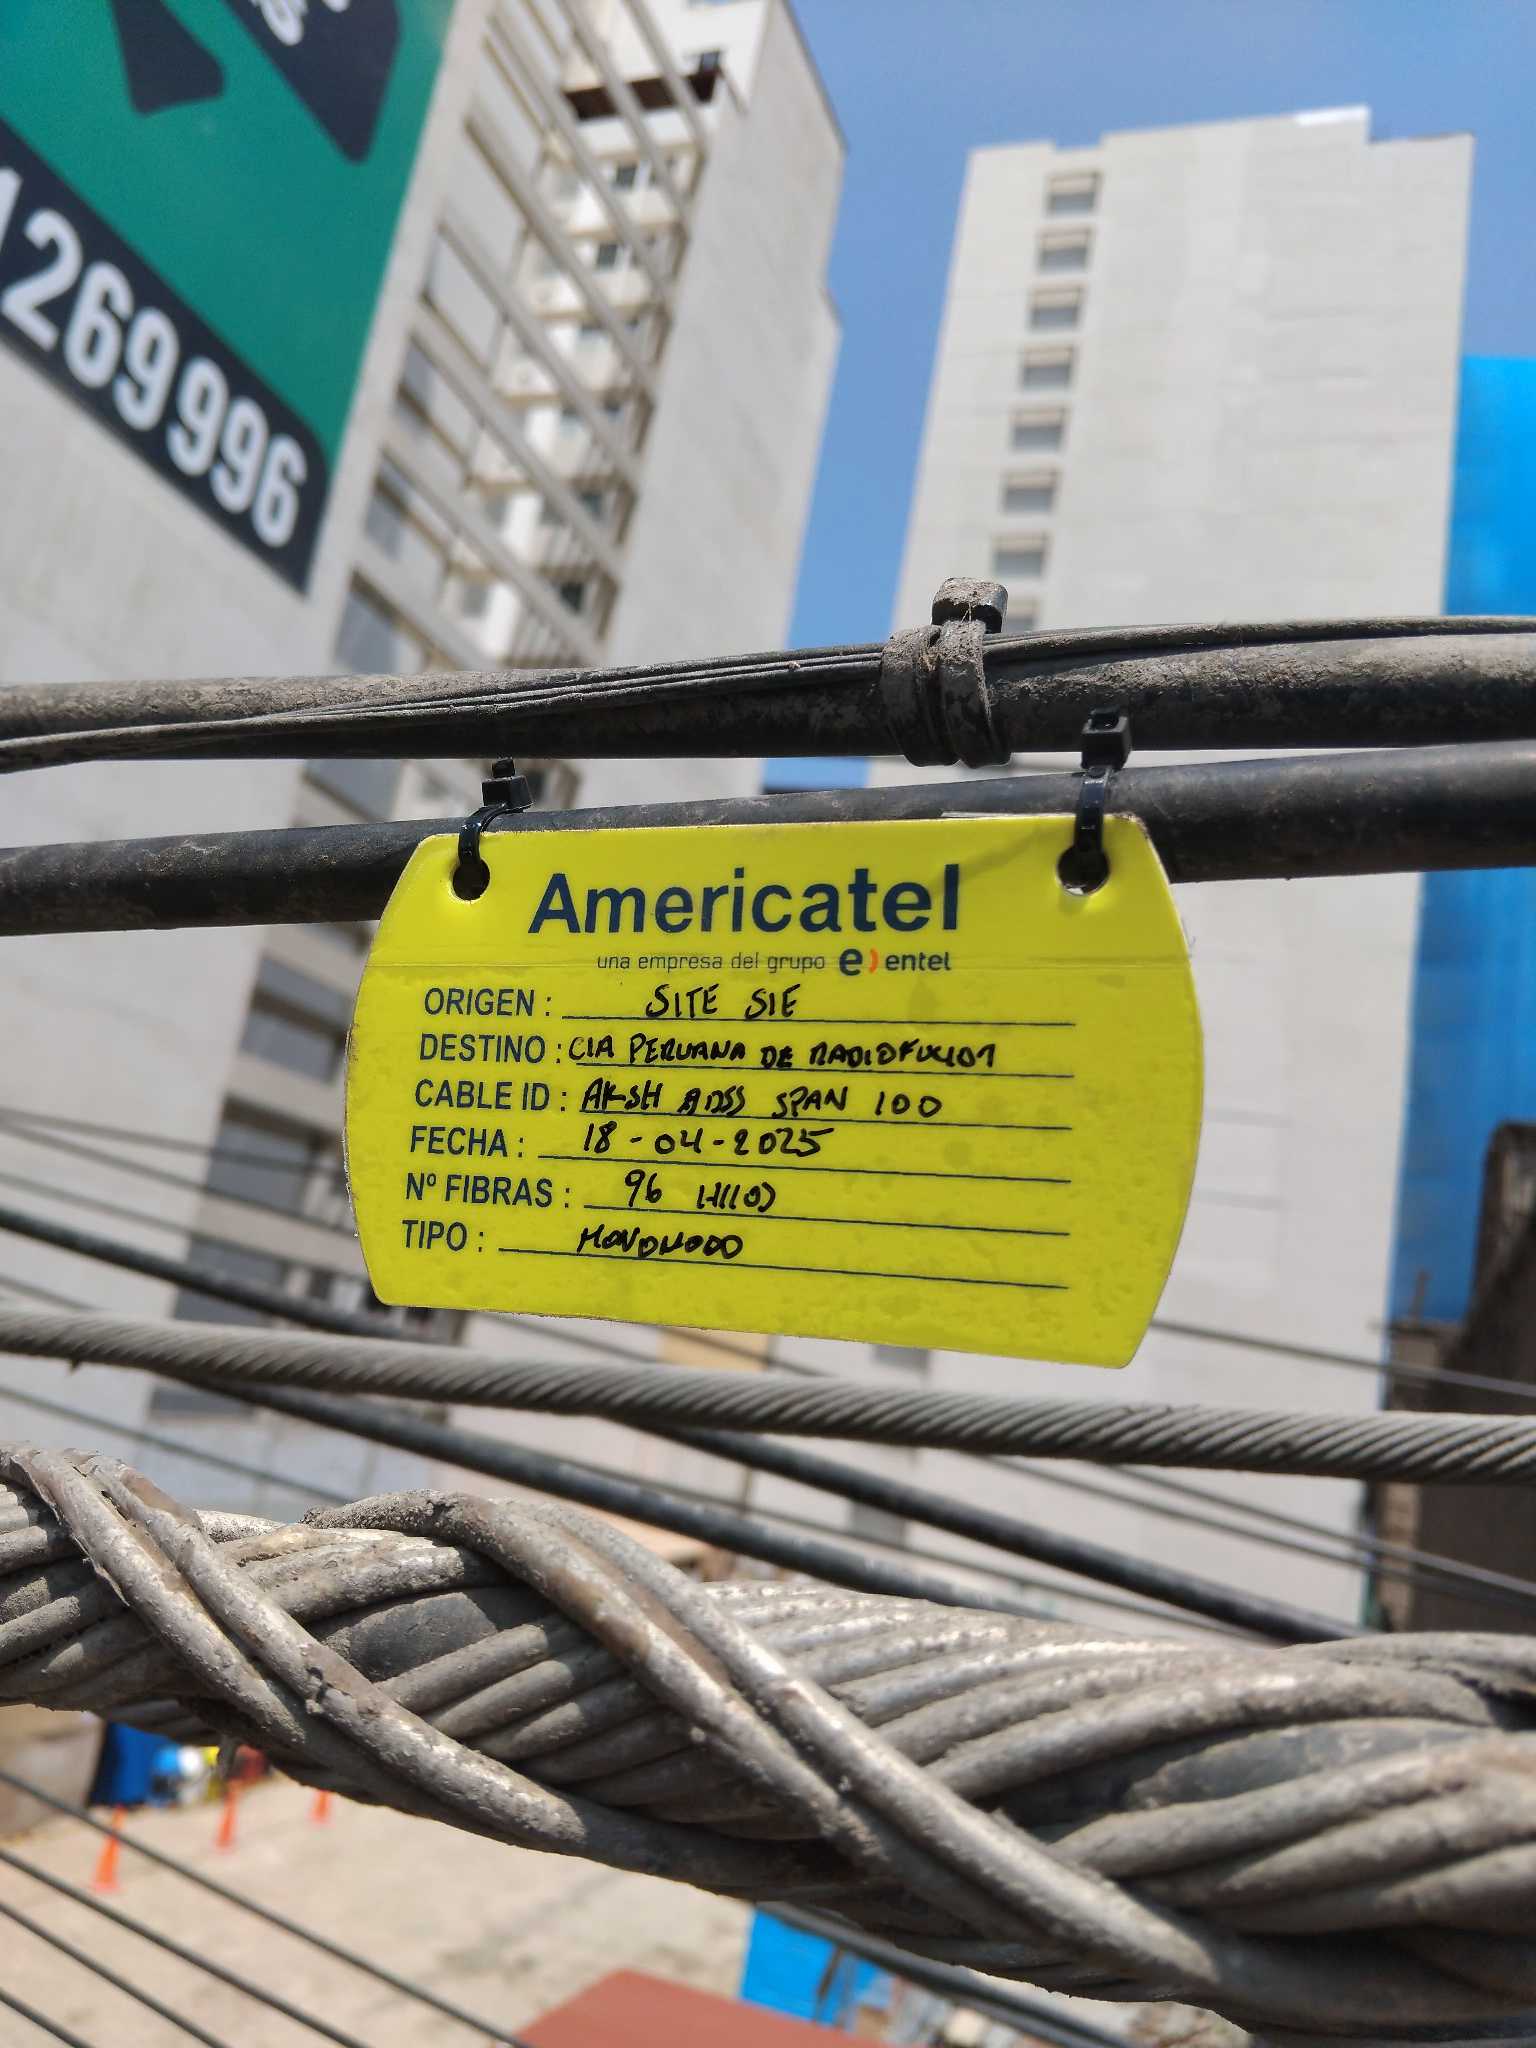 1269996
Americatel
una empresa del grupo entel
ORIGEN : SITE SIE
DESTINO : CIA PERUANA DE RADIOFUXION
CABLE ID : AKSH ADSS SPAN 100
FECHA : 18-04-2025
Nº FIBRAS : 96 HILOS
TIPO : MONOMODO